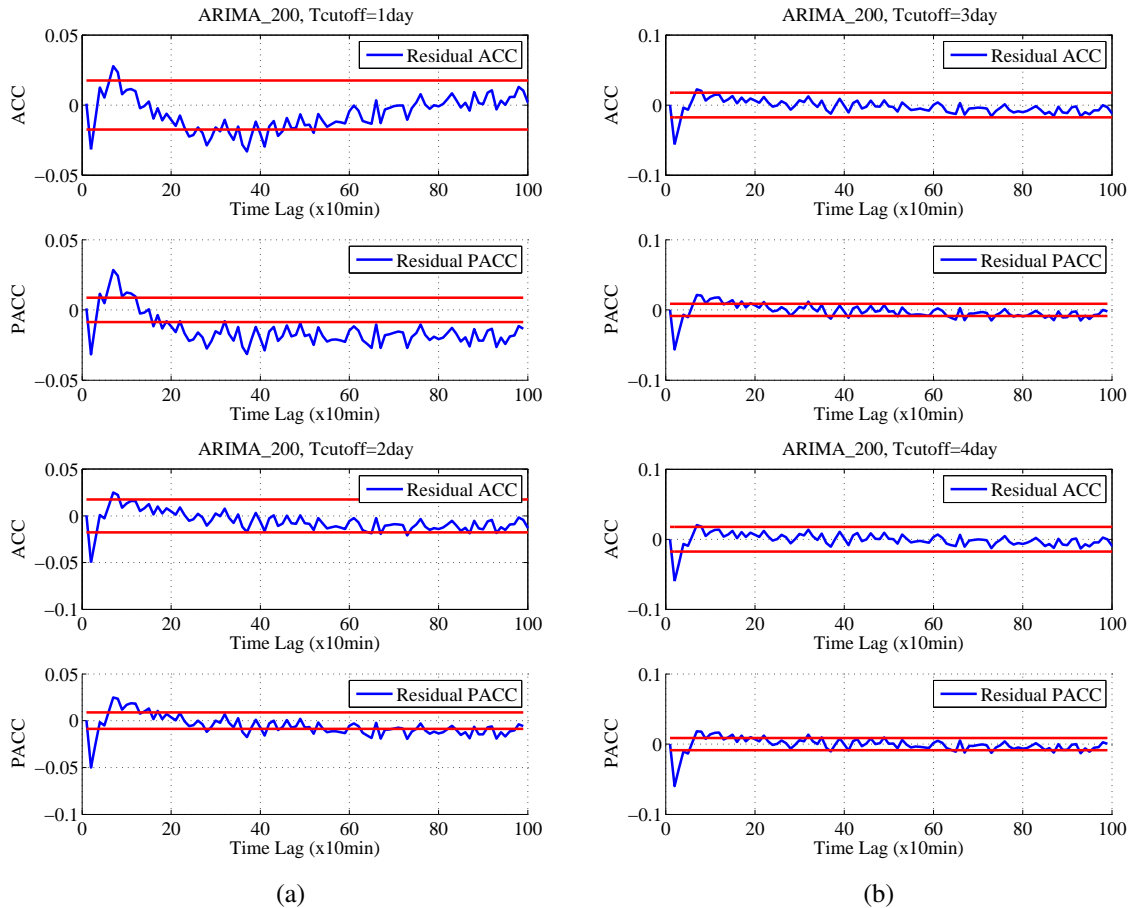 ARIMA_200, Tcutoff=1day
0.05
0
−0.05
ACC
Residual ACC
0 20 40 60 80 100
Time Lag (x10min)
0.05
0
−0.05
PACC
Residual PACC
0 20 40 60 80 100
Time Lag (x10min)
ARIMA_200, Tcutoff=2day
0.05
0
−0.05
−0.1
ACC
Residual ACC
0 20 40 60 80 100
Time Lag (x10min)
0.05
0
−0.05
−0.1
PACC
Residual PACC
0 20 40 60 80 100
Time Lag (x10min)
(a)
ARIMA_200, Tcutoff=3day
0.1
0
−0.1
ACC
Residual ACC
0 20 40 60 80 100
Time Lag (x10min)
0.1
0
−0.1
PACC
Residual PACC
0 20 40 60 80 100
Time Lag (x10min)
ARIMA_200, Tcutoff=4day
0.1
0
−0.1
ACC
Residual ACC
0 20 40 60 80 100
Time Lag (x10min)
0.1
0
−0.1
PACC
Residual PACC
0 20 40 60 80 100
Time Lag (x10min)
(b)